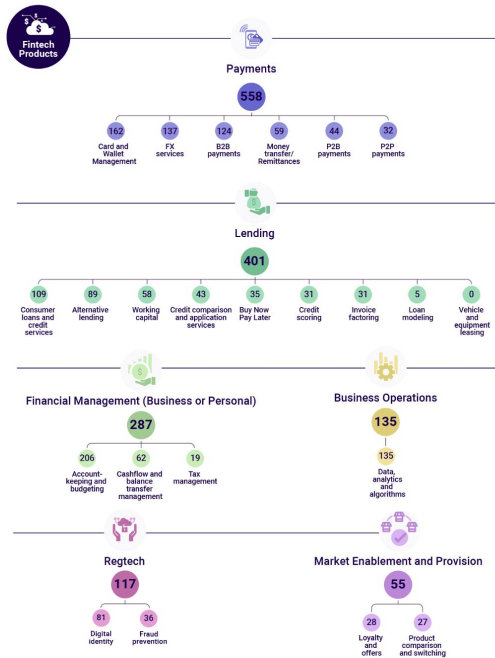 Fintech
Products
Payments
558
162
137
124
59
44
32
Card and
Wallet
Management
FX
services
B2B
payments
Money
transfer/
Remittances
P2B
payments
P2P
payments
Lending
401
109
89
58
43
35
31
31
5
0
Consumer
loans and
credit
services
Alternative
lending
Working
capital
Credit comparison
and application
services
Buy Now
Pay Later
Credit
scoring
Invoice
factoring
Loan
modeling
Vehicle
and
equipment
leasing
Financial Management (Business or Personal)
287
206
62
19
Account-
keeping and
budgeting
Cashflow and
balance
transfer
management
Tax
management
Business Operations
135
135
Data,
analytics
and
algorithms
Regtech
117
81
36
Digital
identity
Fraud
prevention
Market Enablement and Provision
55
28
27
Loyalty
and
offers
Product
comparison
and switching